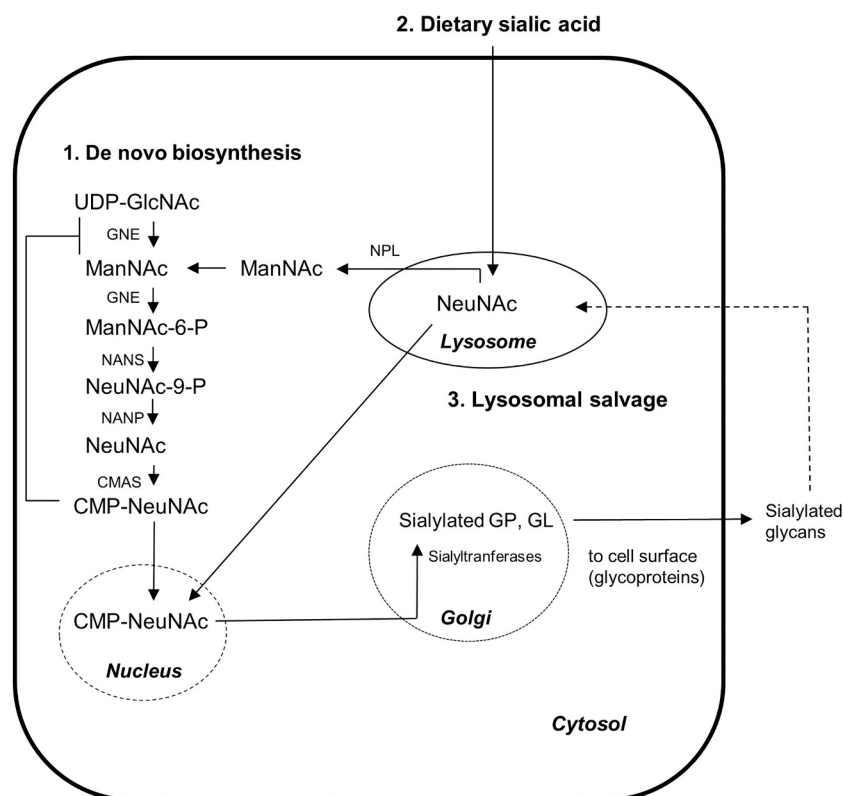 2. Dietary sialic acid
1. De novo biosynthesis
UDP-GlcNAc
GNE
ManNAc
ManNAc
NPL
GNE
ManNAc-6-P
NANS
NeuNAc-9-P
NANP
NeuNAc
CMAS
CMP-NeuNAc
NeuNAc
Lysosome
3. Lysosomal salvage
Sialylated GP, GL
Sialyltranferases
Golgi
to cell surface
(glycoproteins)
Sialylated
glycans
CMP-NeuNAc
Nucleus
Cytosol